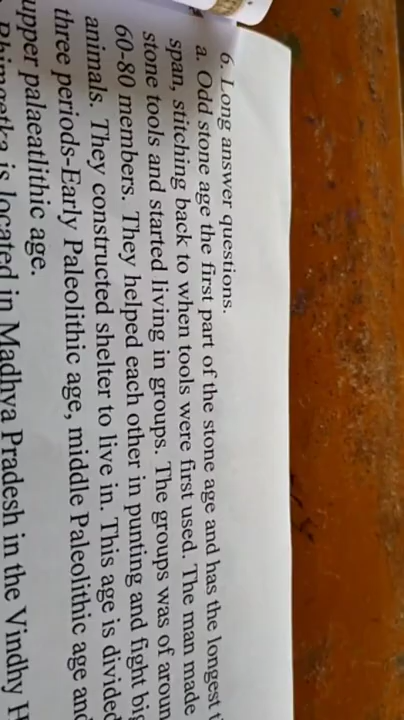 6. Long answer questions.
a. Odd stone age the first part of the stone age and has the longest
span, stitching back to when tools were first used. The man made
stone tools and started living in groups. The groups was of
60-80 members. They helped each other in punting and fight
animals. They constructed shelter to live in. This age is divided
three periods-Early Paleolithic age, middle Paleolithic age and
upper palaeatlithic age.
is located in Madhya Pradesh in the Vindhy